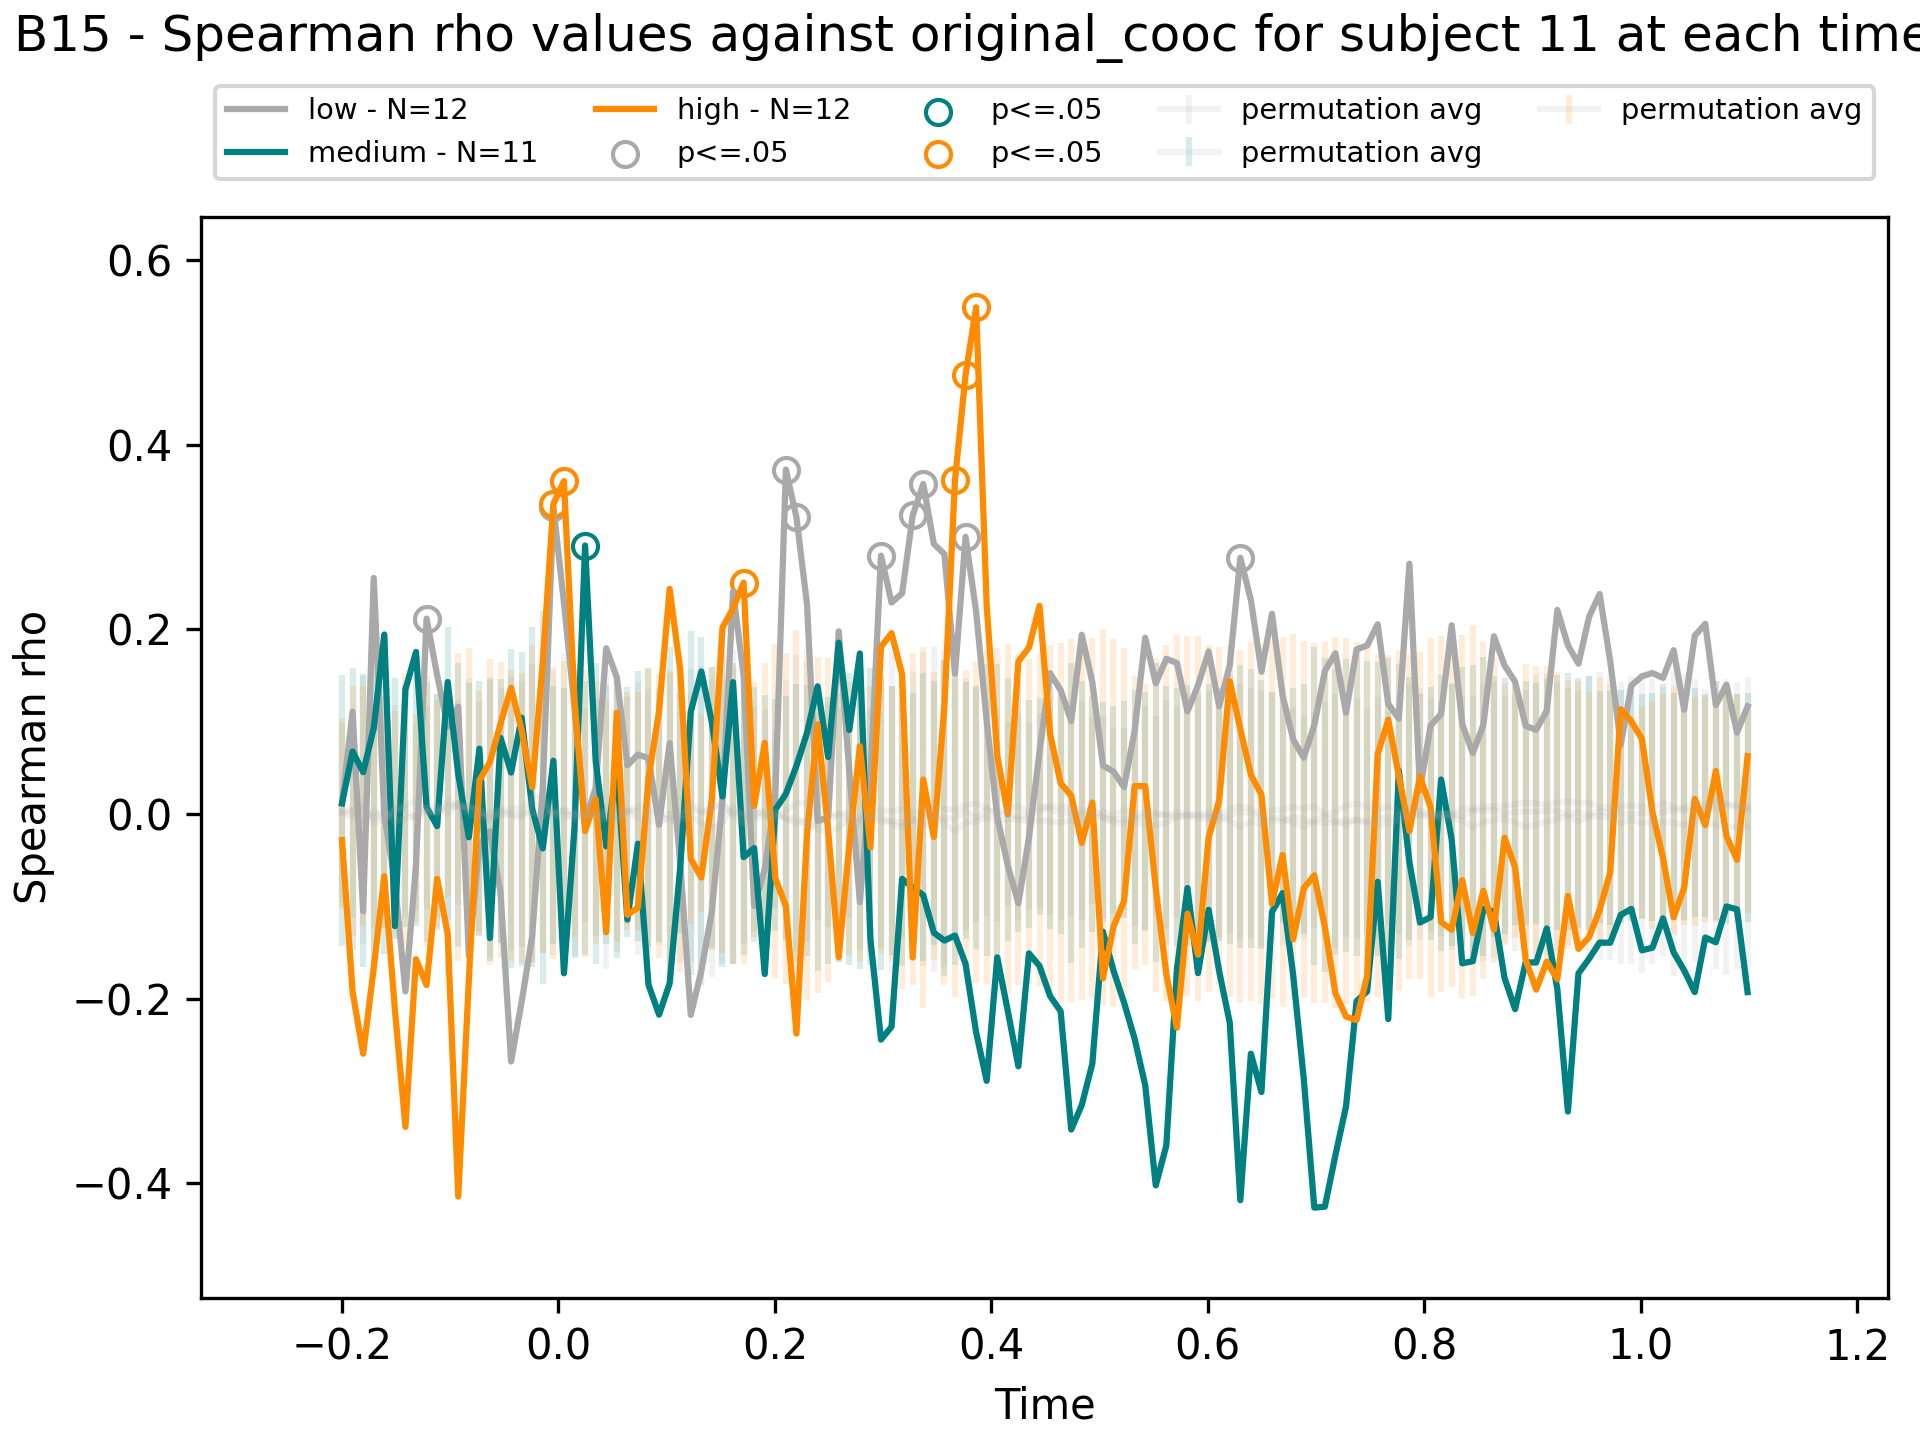 B15 - Spearman rho values against original_cooc for subject 11 at each time
low - N=12
medium - N=11
high - N=12
p<=.05
p<=.05
p<=.05
permutation avg
permutation avg
permutation avg
Spearman rho
0.6
0.4
0.2
0.0
−0.2
−0.4
−0.2
0.0
0.2
0.4
0.6
0.8
1.0
1.2
Time